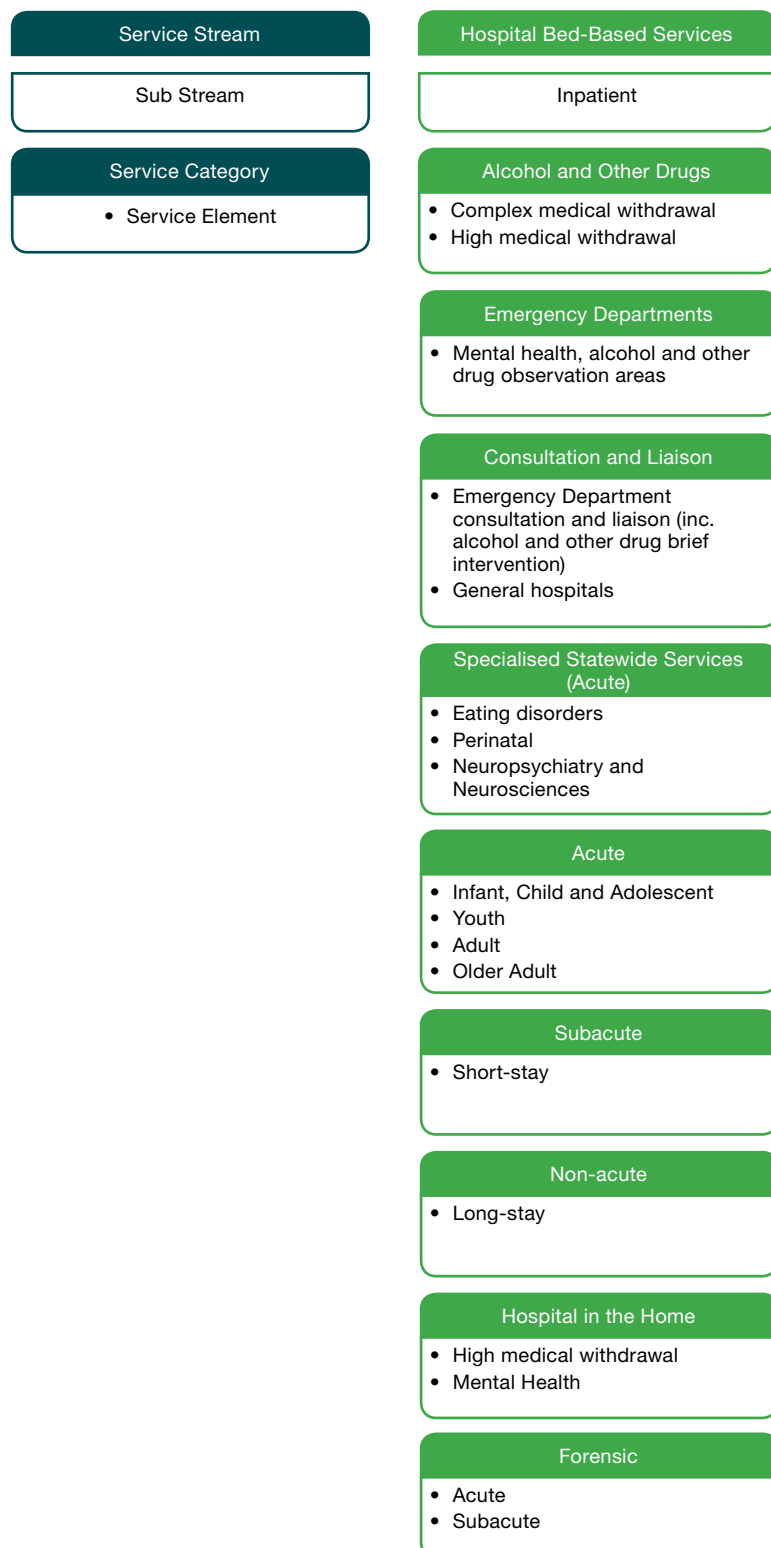 Service Stream
Sub Stream
Service Category
• Service Element
Hospital Bed-Based Services
Inpatient
Alcohol and Other Drugs
• Complex medical withdrawal
• High medical withdrawal
Emergency Departments
• Mental health, alcohol and other
drug observation areas
Consultation and Liaison
• Emergency Department
consultation and liaison (inc.
alcohol and other drug brief
intervention)
• General hospitals
Specialised Statewide Services
(Acute)
• Eating disorders
• Perinatal
• Neuropsychiatry and
Neurosciences
Acute
• Infant, Child and Adolescent
• Youth
• Adult
• Older Adult
Subacute
• Short-stay
Non-acute
• Long-stay
Hospital in the Home
• High medical withdrawal
• Mental Health
Forensic
• Acute
• Subacute